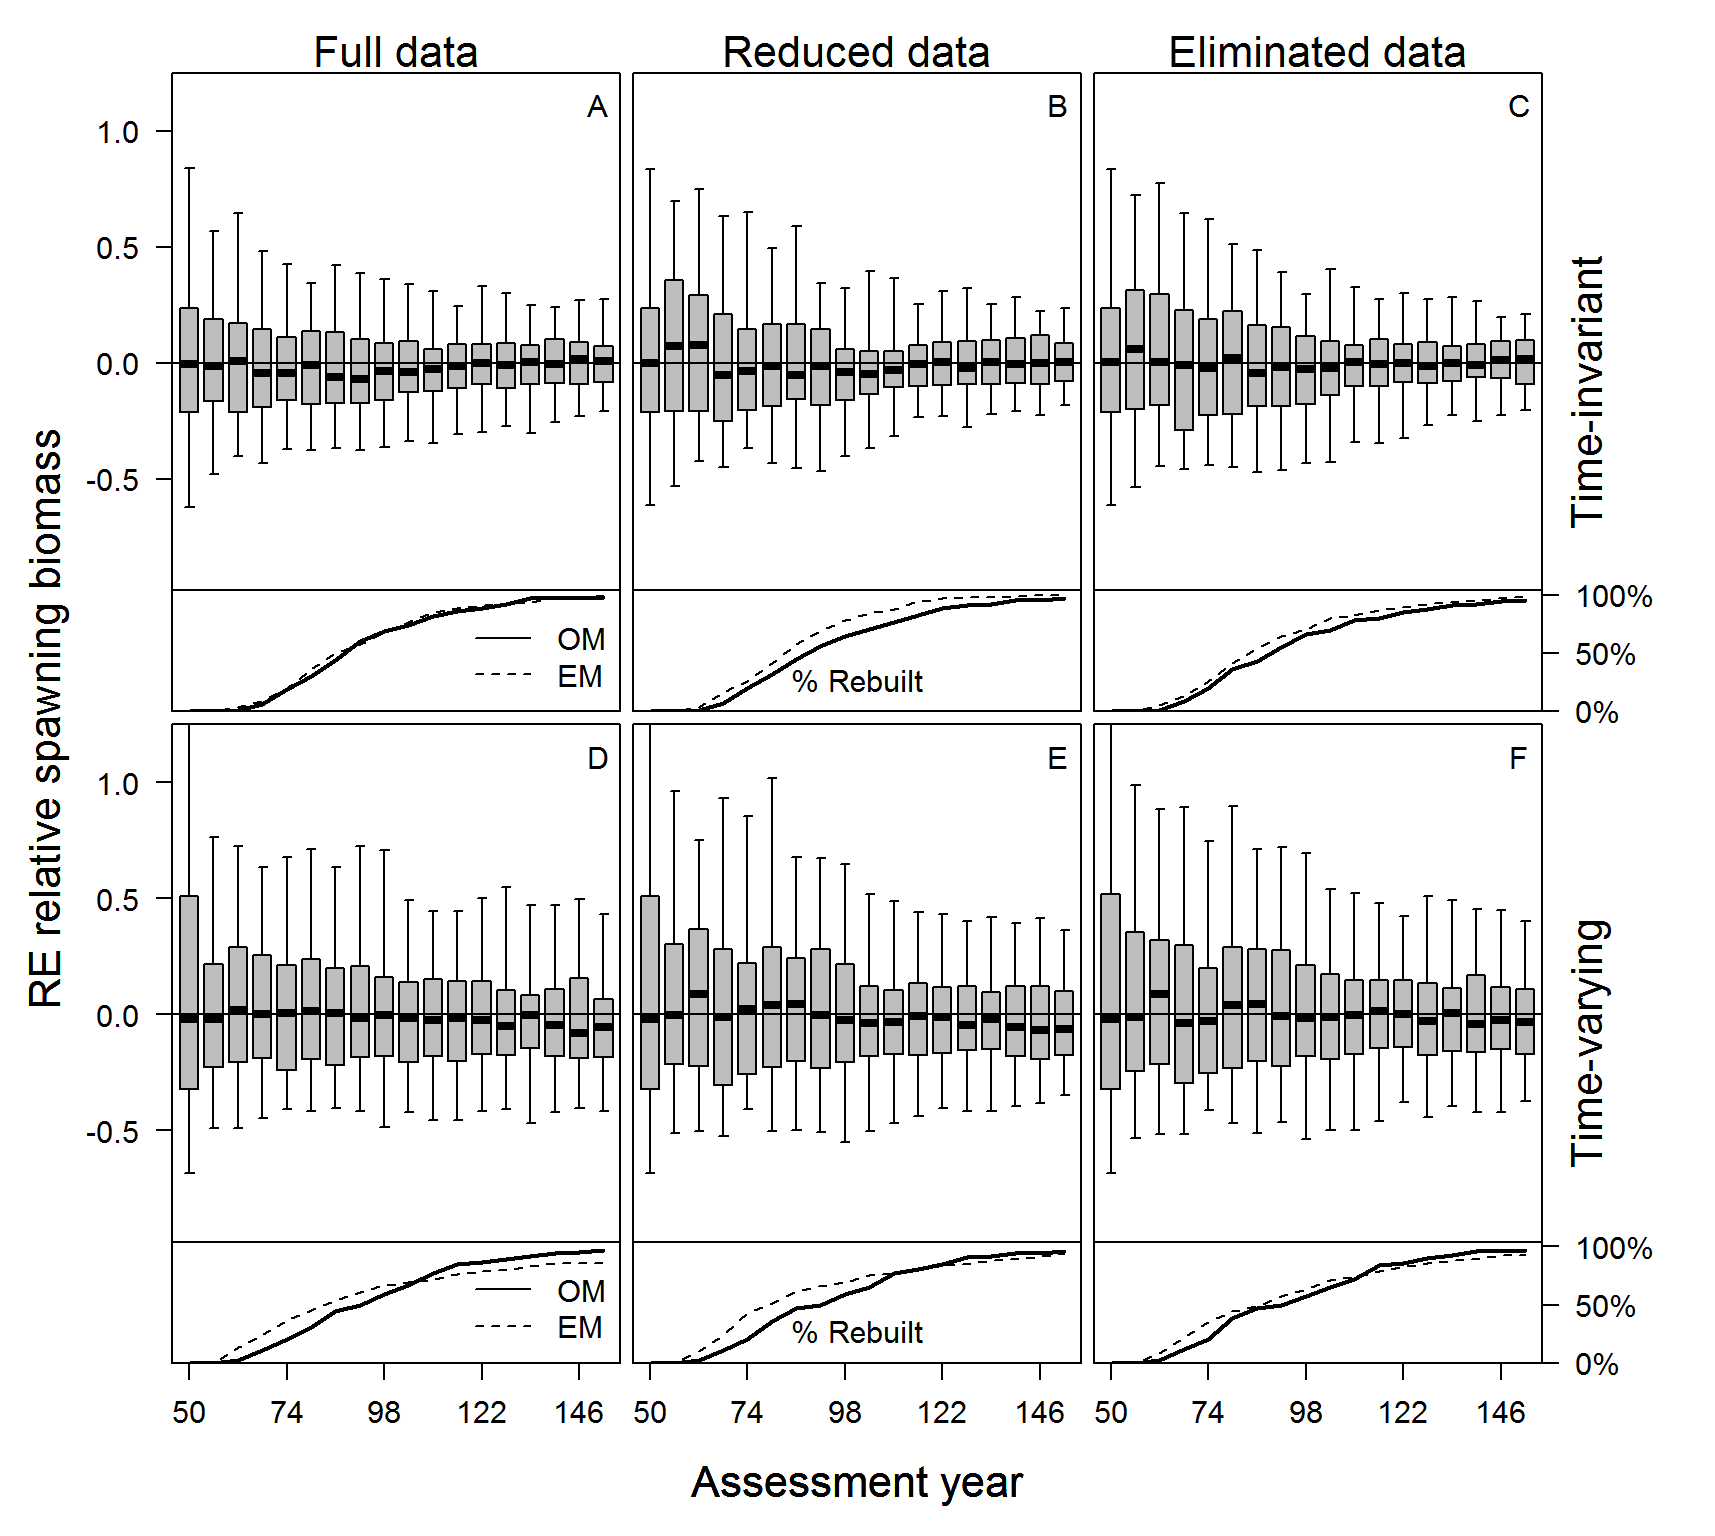 Full data
Reduced data
Eliminated data
A
B
C
1.0
0.5
0.0
-0.5
OM
EM
% Rebuilt
100%
50%
0%
Time-invariant
RE relative spawning biomass
D
E
F
1.0
0.5
0.0
-0.5
OM
EM
% Rebuilt
100%
50%
0%
Time-varying
50 74 98 122 146
50 74 98 122 146
50 74 98 122 146
Assessment year